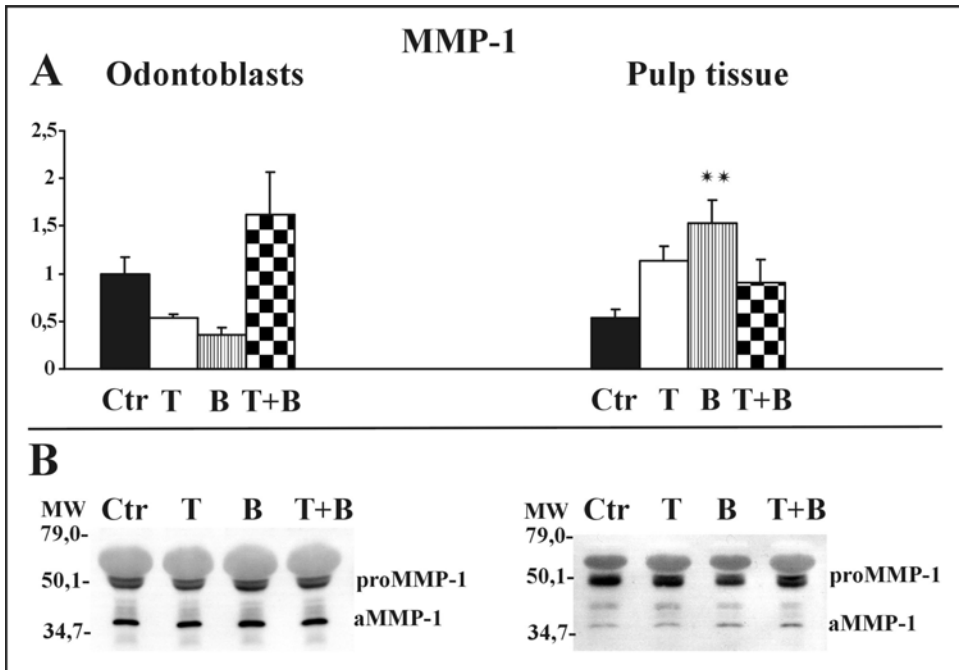 MMP-1
A
Odontoblasts Pulp tissue
2,5
2
1,5
1
0,5
0
**
Ctr T B T+B Ctr T B T+B
B
MW Ctr T B T+B MW Ctr T B T+B
79,0- 79,0-
50,1- proMMP-1 50,1- proMMP-1
34,7- aMMP-1 34,7- aMMP-1